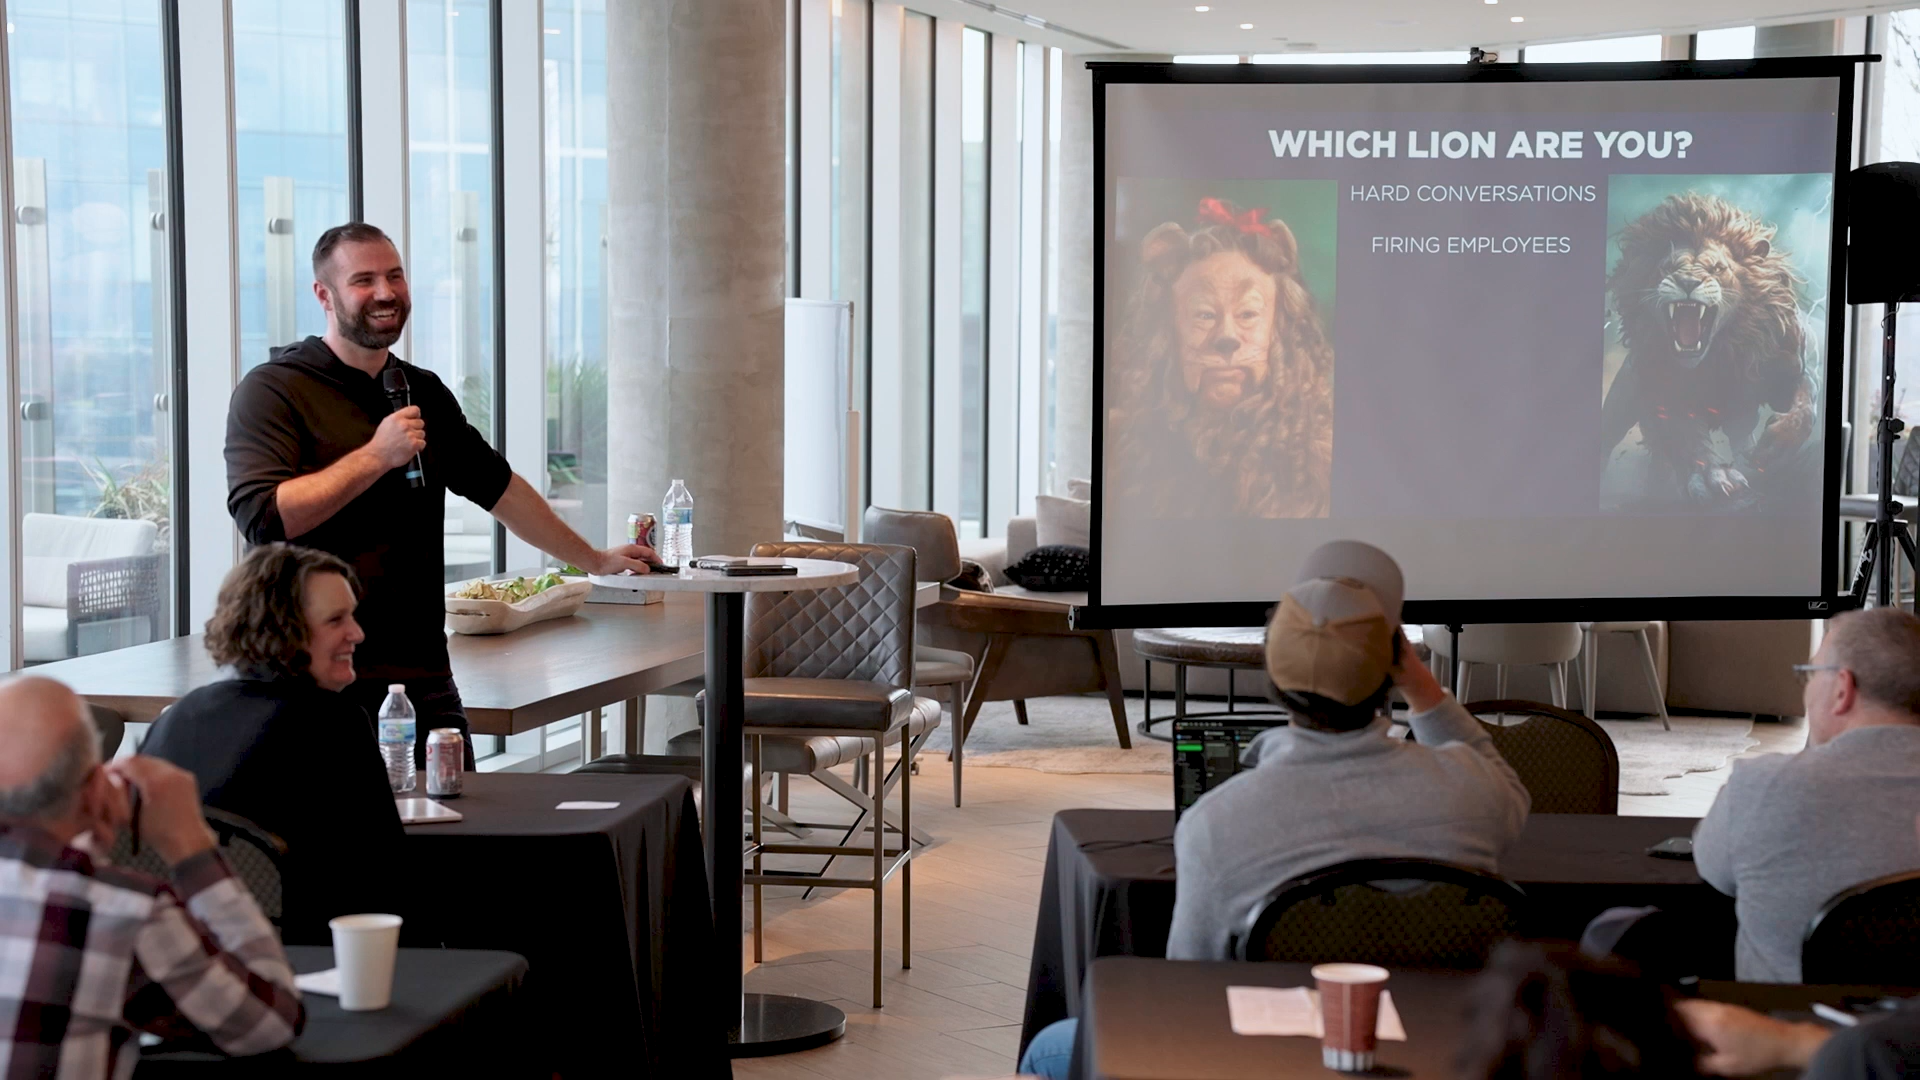 WHICH LION ARE YOU?
HARD CONVERSATIONS
FIRING EMPLOYEES